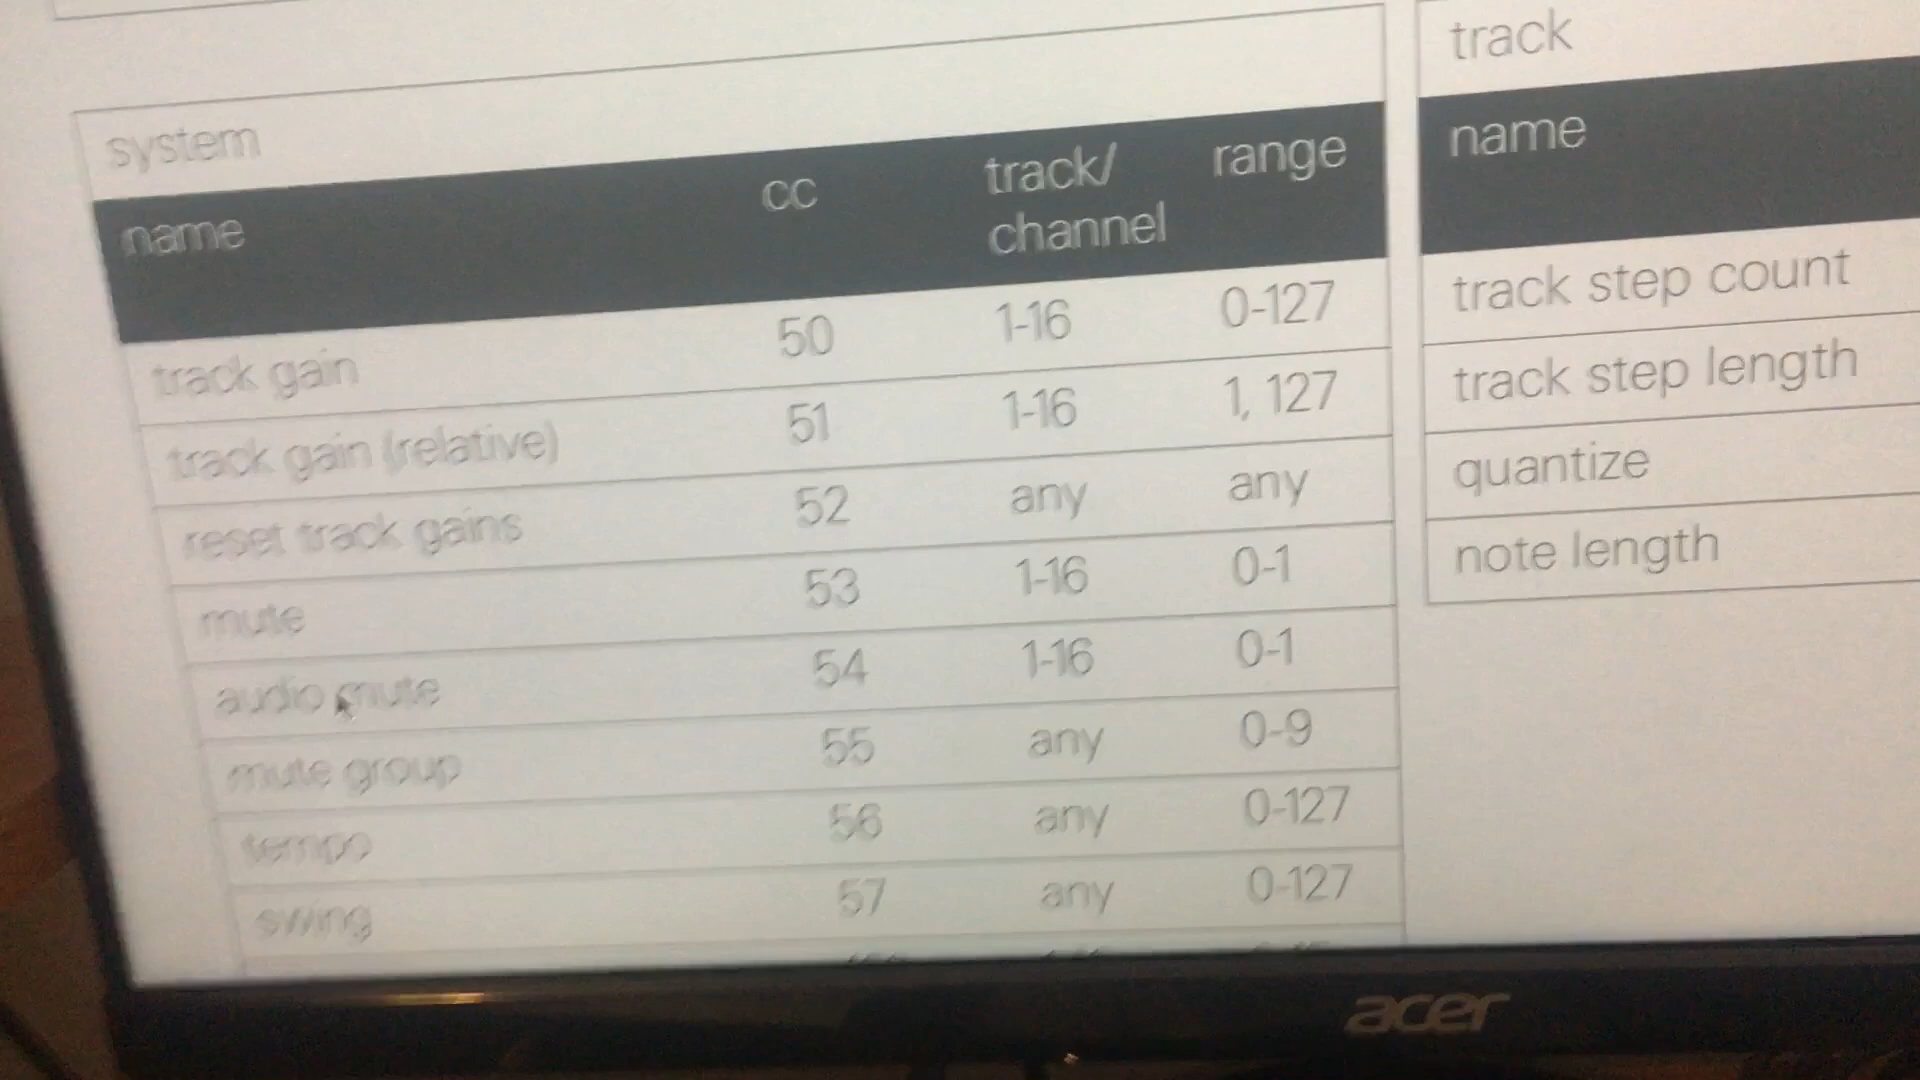 system
name cc track/ range
channel
track gain 50 1-16 0-127
track gain (relative) 51 1-16 1, 127
reset track gains 52 any any
mute 53 1-16 0-1
audio mute 54 1-16 0-1
mute group 55 any 0-9
tempo 56 any 0-127
swing 57 any 0-127
track
name
track step count
track step length
quantize
note length
acer